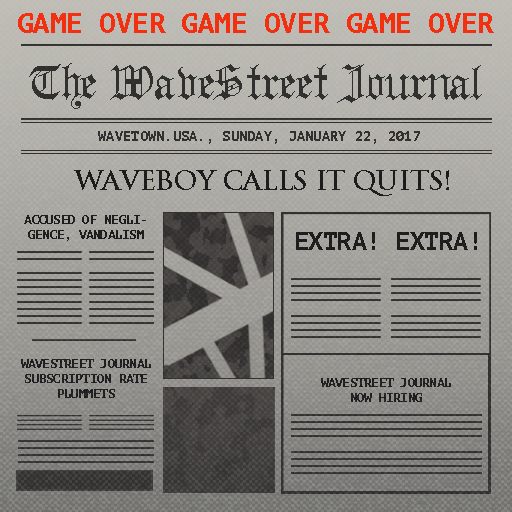 GAME OVER GAME OVER GAME OVER
The WaveStreet Journal
WAVETOWN.USA., SUNDAY, JANUARY 22, 2017
WAVEBOY CALLS IT QUITS!
ACCUSED OF NEGLI-
GENCE, VANDALISM
WAVESTREET JOURNAL
SUBSCRIPTION RATE
PLUMMETS
EXTRA! EXTRA!
WAVESTREET JOURNAL
NOW HIRING